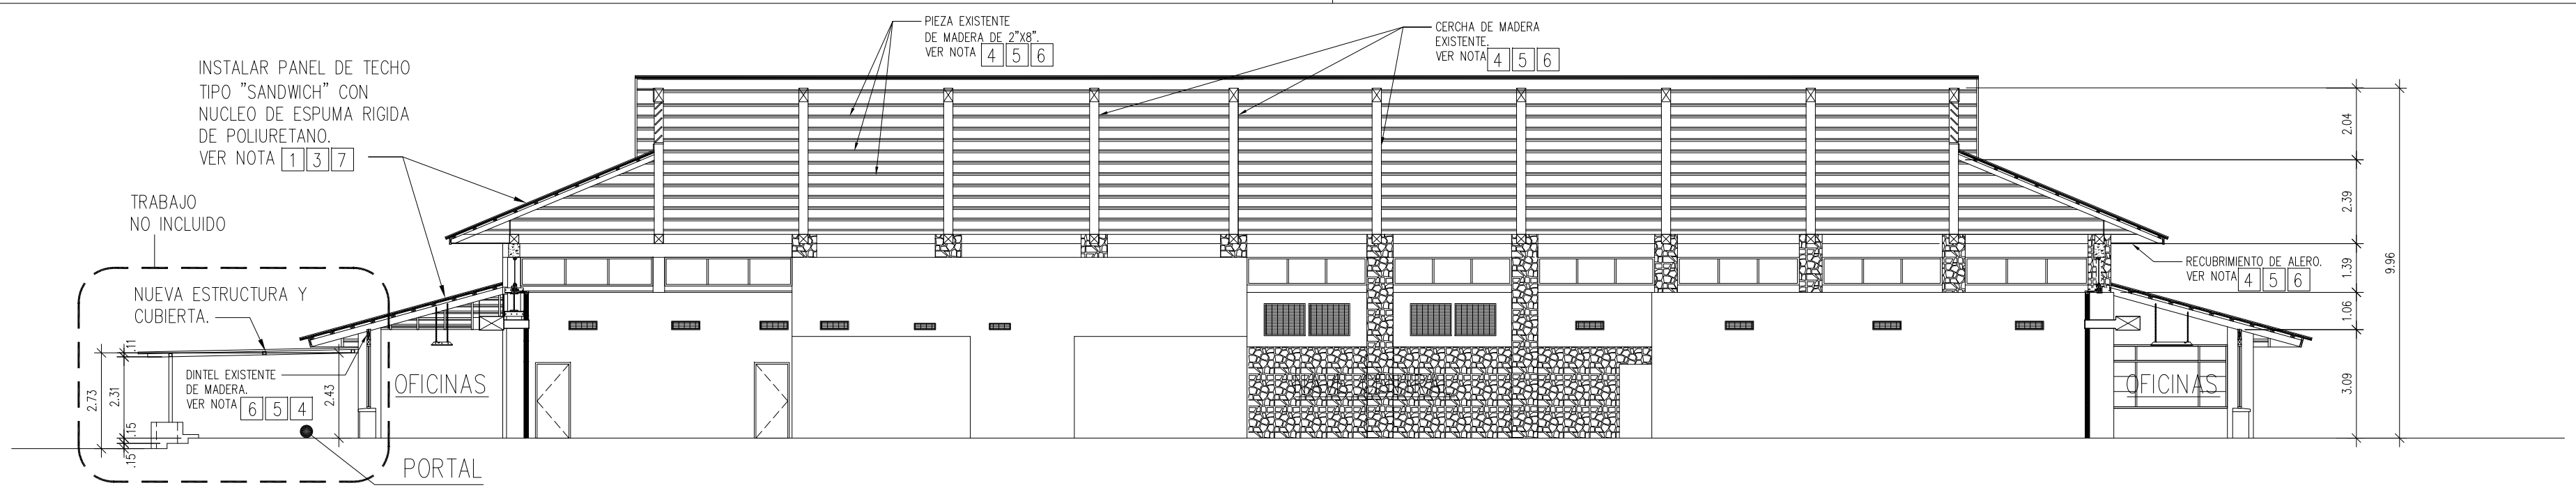 PIEZA EXISTENTE
DE MADERA DE 2"X8".
VER NOTA 4 5 6
CERCHA DE MADERA
EXISTENTE.
VER NOTA 4 5 6
INSTALAR PANEL DE TECHO
TIPO "SANDWICH" CON
NUCLEO DE ESPUMA RIGIDA
DE POLIURETANO.
VER NOTA 1 3 7
TRABAJO
NO INCLUIDO
NUEVA ESTRUCTURA Y
CUBIERTA.
DINTEL EXISTENTE
DE MADERA.
VER NOTA 6 5 4
2.73
2.31
.11
.15
.15
2.43
OFICINAS
PORTAL
OFICINAS
RECUBRIMIENTO DE ALERO.
VER NOTA 4 5 6
2.04
2.39
1.39
1.06
3.09
9.96